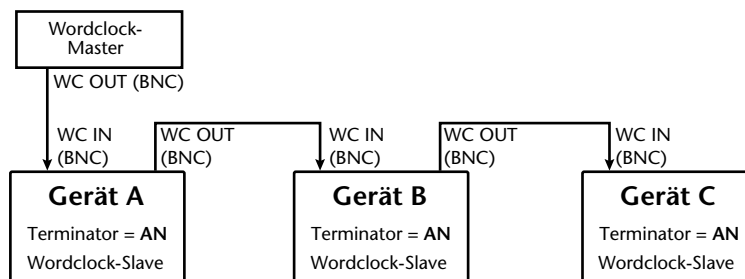 Wordclock-
Master
WC OUT (BNC)
WC IN
(BNC)
WC OUT
(BNC)
WC IN
(BNC)
WC OUT
(BNC)
WC IN
(BNC)
Gerät A
Terminator = AN
Wordclock-Slave
Gerät B
Terminator = AN
Wordclock-Slave
Gerät C
Terminator = AN
Wordclock-Slave